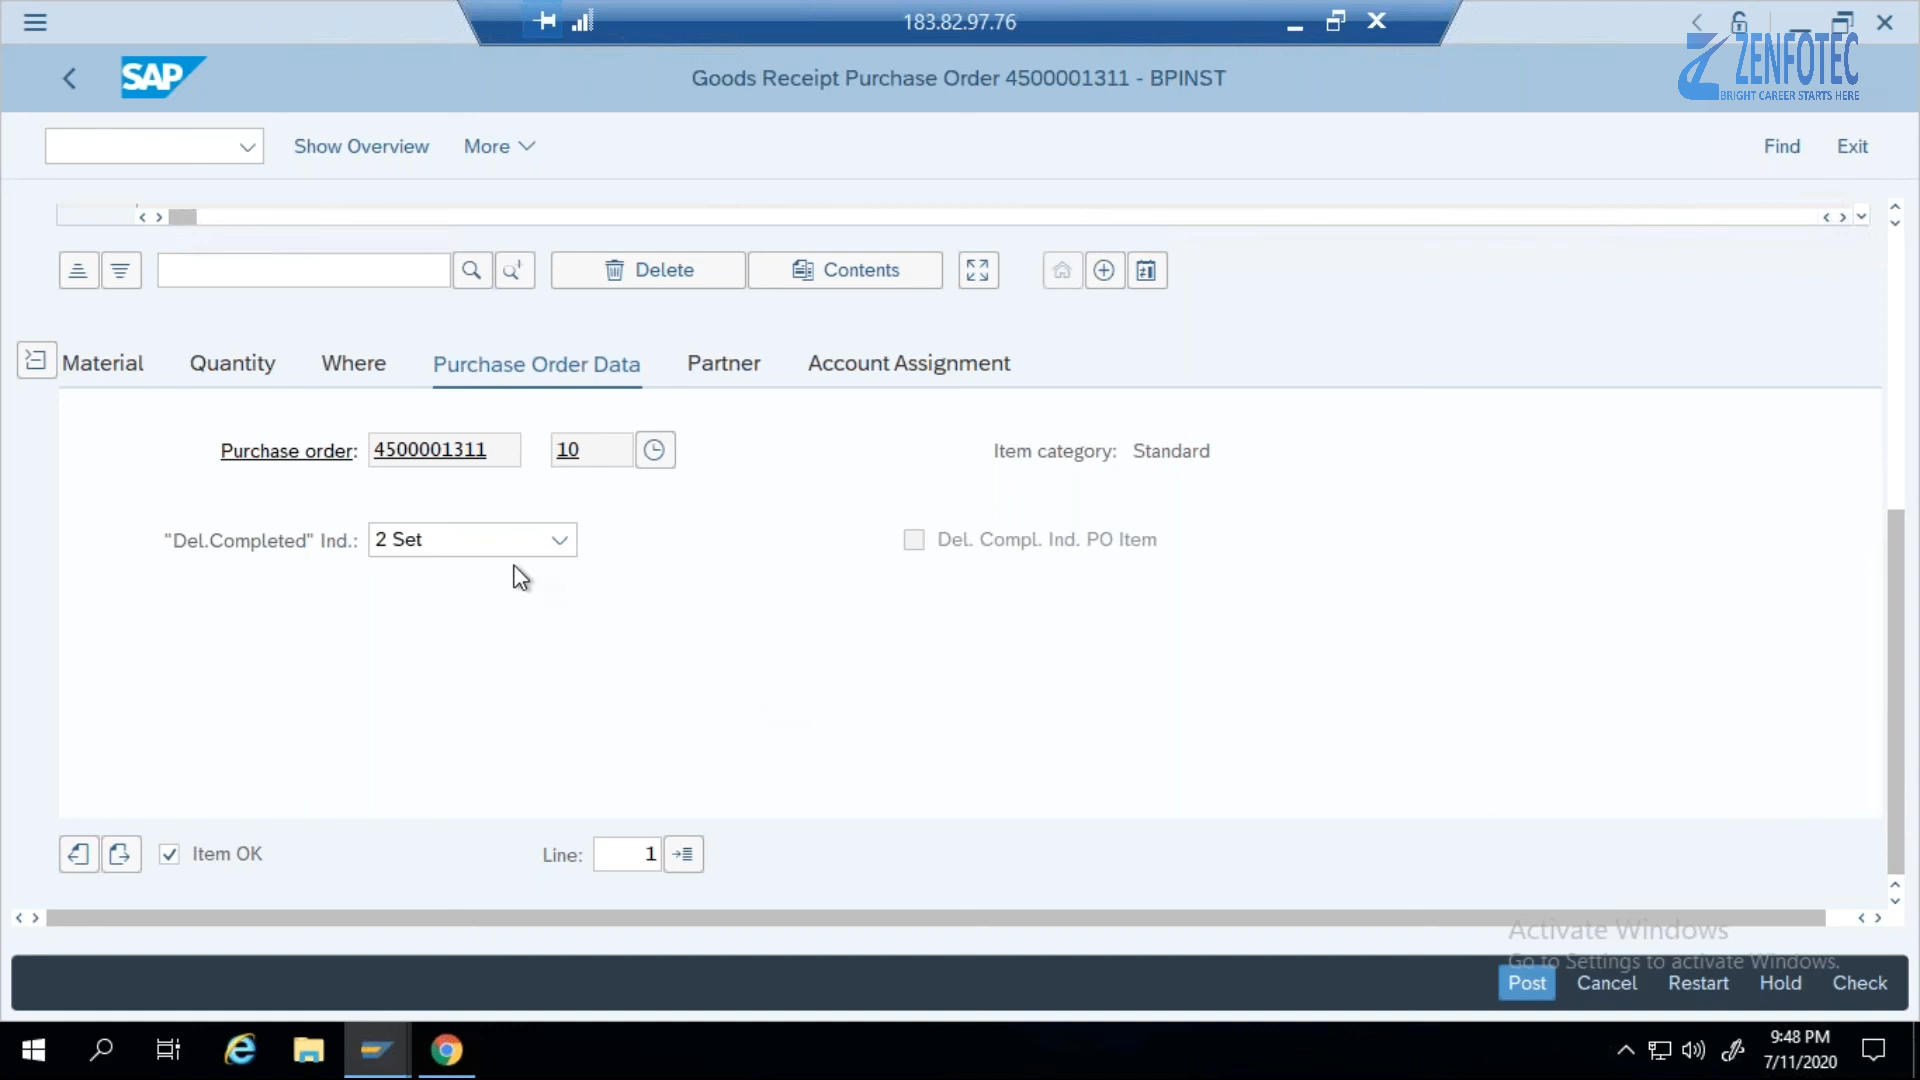 183.82.97.76
SAP
Goods Receipt Purchase Order 4500001311 - BPINST
ZENFOTEC
BRIGHT CAREER STARTS HERE
Show Overview More Find Exit
Delete Contents
Material Quantity Where Purchase Order Data Partner Account Assignment
Purchase order: 4500001311 10 Item category: Standard
"Del.Completed" Ind.: 2 Set Del. Compl. Ind. PO Item
Item OK Line: 1
Activate Windows
Go to Settings to activate Windows.
Post Cancel Restart Hold Check
9:48 PM
7/11/2020